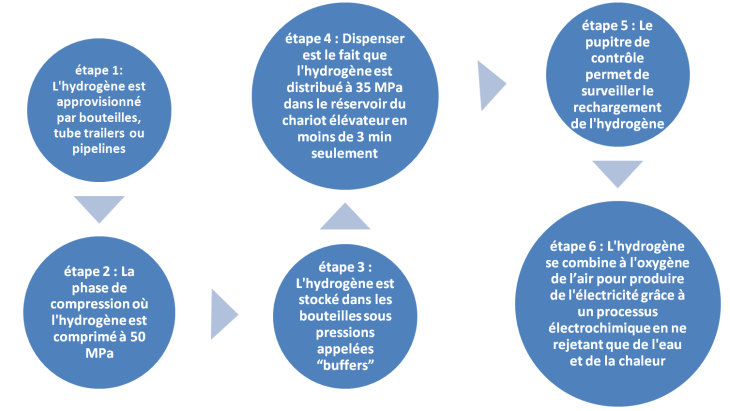 étape 1:
L'hydrogène est
approvisionné
par bouteilles,
tube trailers ou
pipelines
étape 2 : La
phase de
compression où
l'hydrogène est
comprimé à 50
MPa
étape 3 :
L'hydrogène est
stocké dans les
bouteilles sous
pressions
appelées
“buffers”
étape 4 : Dispenser
est le fait que
l'hydrogène est
distribué à 35 MPa
dans le réservoir du
chariot élévateur en
moins de 3 min
seulement
étape 5 : Le
pupitre de
contrôle
permet de
surveiller le
rechargement
de l'hydrogène
étape 6 : L'hydrogène
se combine à l'oxygène
de l’air pour produire
de l'électricité grâce à
un processus
électrochimique en ne
rejetant que de l'eau
et de la chaleur